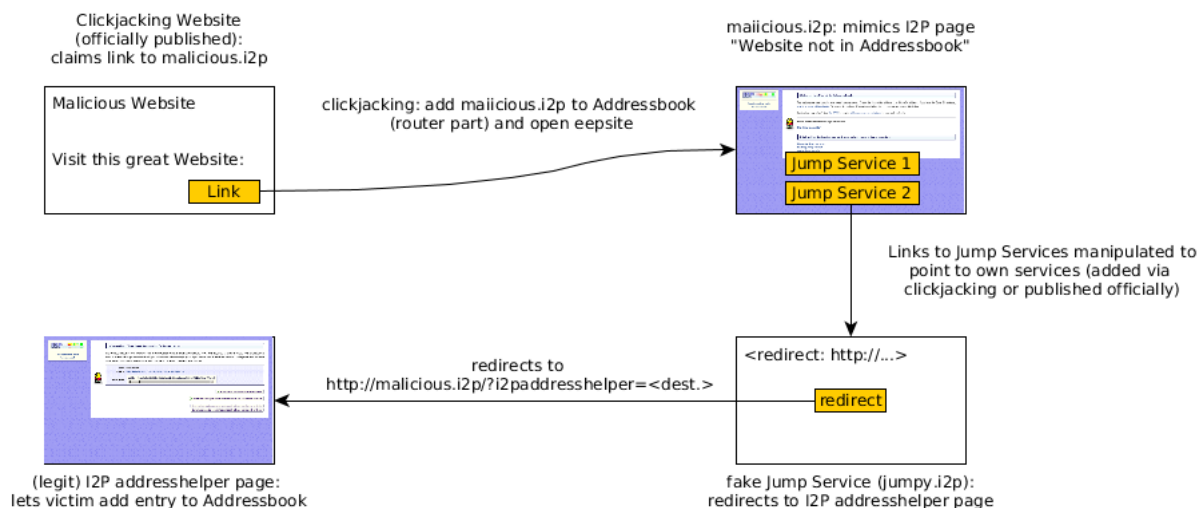 Clickjacking Website
(officially published):
claims link to malicious.i2p
Malicious Website
Visit this great Website:
Link
clickjacking: add maiicious.i2p to Addressbook
(router part) and open eepsite
maiicious.i2p: mimics I2P page
"Website not in Addressbook"
Jump Service 1
Jump Service 2
Links to Jump Services manipulated to
point to own services (added via
clickjacking or published officially)
<redirect: http://...>
redirect
fake Jump Service (jumpy.i2p):
redirects to I2P addresshelper page
redirects to
http://malicious.i2p/?i2paddresshelper=<dest.>
(legit) I2P addresshelper page:
lets victim add entry to Addressbook